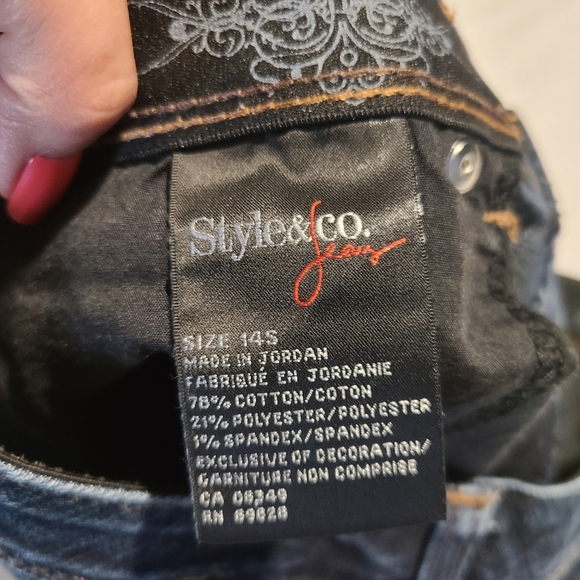 Style&co.
Jeans
SIZE 14S
MADE IN JORDAN
FABRIQUÉ EN JORDANIE
78% COTTON/COTON
21% POLYESTER/POLYESTER
1% SPANDEX/SPANDEX
EXCLUSIVE OF DECORATION/
GARNITURE NON COMPRISE
CA 08349
RN 69828